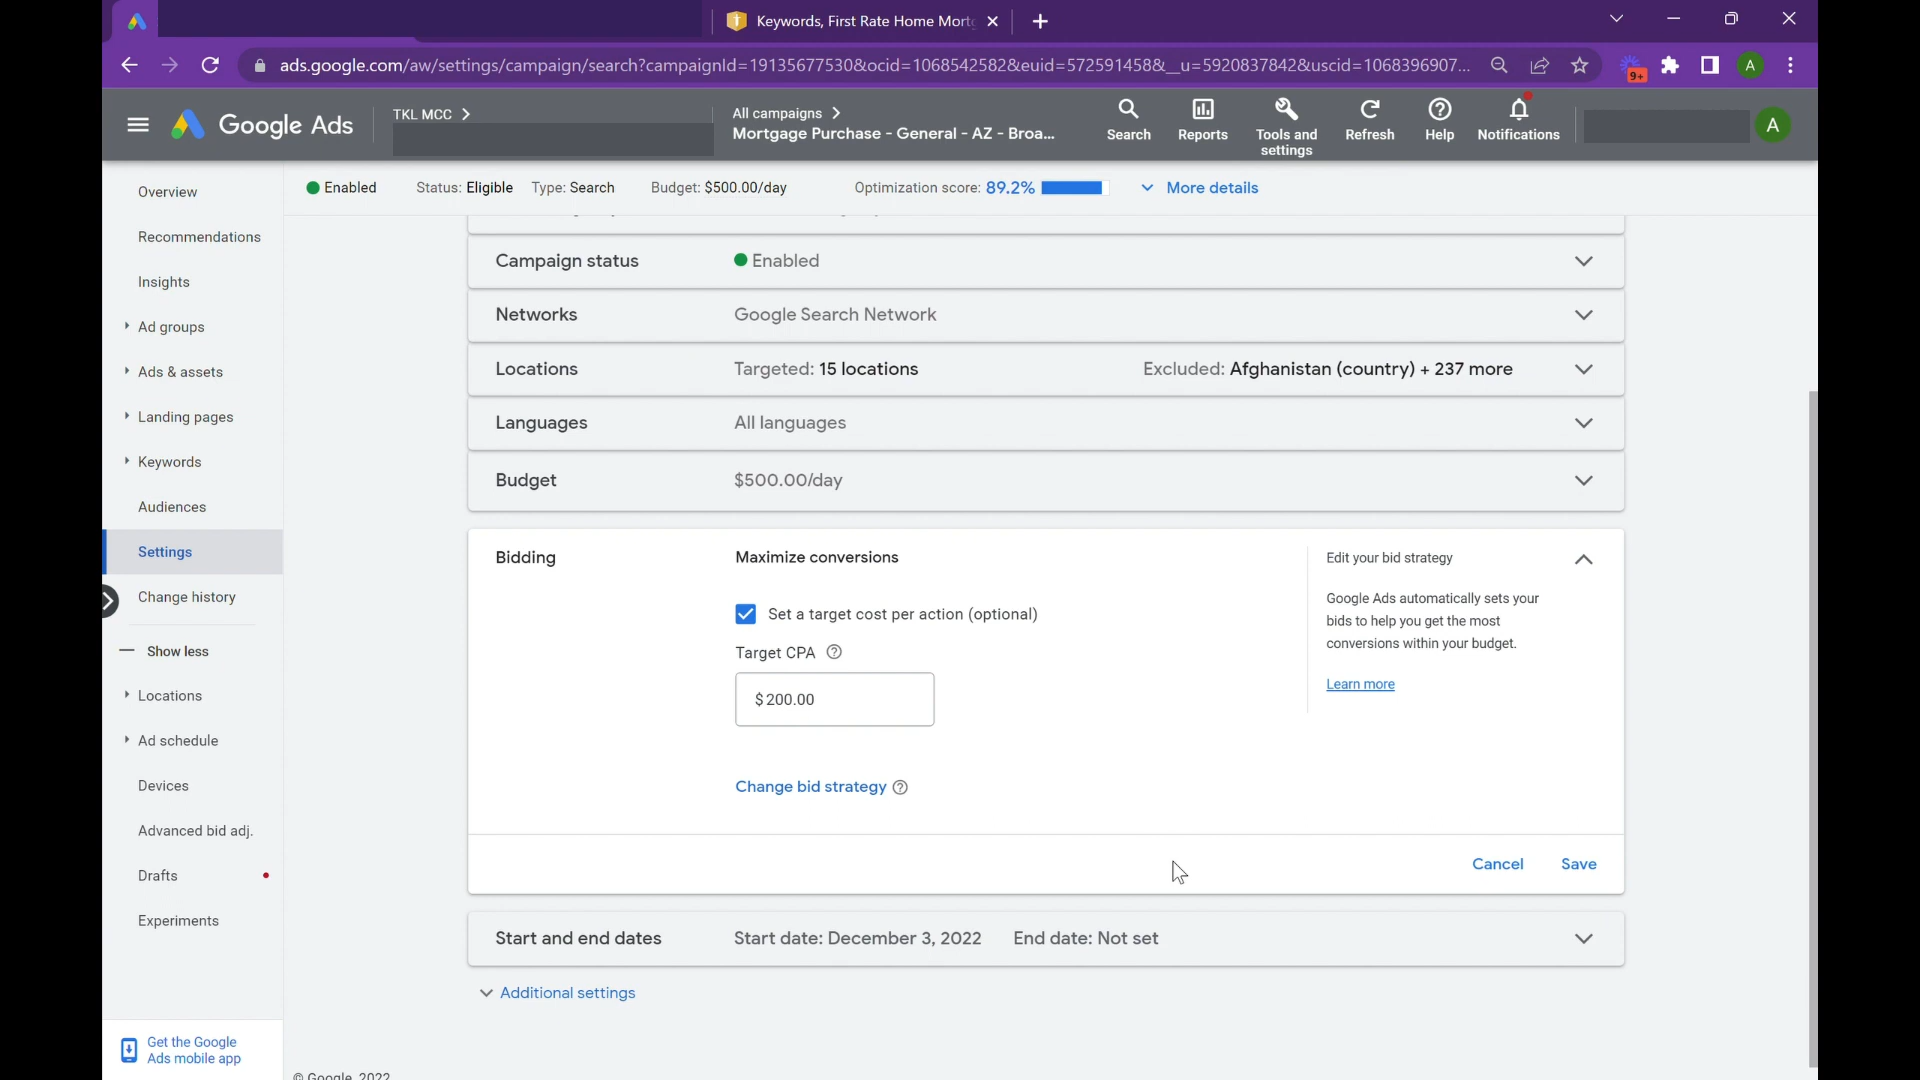 Keywords, First Rate Home Mort
ads.google.com/aw/settings/campaign/search?campaignId=19135677530&ocid=1068542582&euid=572591458&__u=5920837842&uscid=1068396907...
9+
A
Google Ads
TKL MCC
All campaigns
Mortgage Purchase - General - AZ - Broa...
Search
Reports
Tools and
settings
Refresh
Help
Notifications
A
Overview
Recommendations
Insights
Ad groups
Ads & assets
Landing pages
Keywords
Audiences
Settings
Change history
Show less
Locations
Ad schedule
Devices
Advanced bid adj.
Drafts
Experiments
Get the Google
Ads mobile app
Enabled
Status: Eligible
Type: Search
Budget: $500.00/day
Optimization score: 89.2%
More details
Campaign status
Enabled
Networks
Google Search Network
Locations
Targeted: 15 locations
Excluded: Afghanistan (country) + 237 more
Languages
All languages
Budget
$500.00/day
Bidding
Maximize conversions
Set a target cost per action (optional)
Target CPA
$ 200.00
Change bid strategy
Edit your bid strategy
Google Ads automatically sets your
bids to help you get the most
conversions within your budget.
Learn more
Cancel
Save
Start and end dates
Start date: December 3, 2022
End date: Not set
Additional settings
© Google, 2022